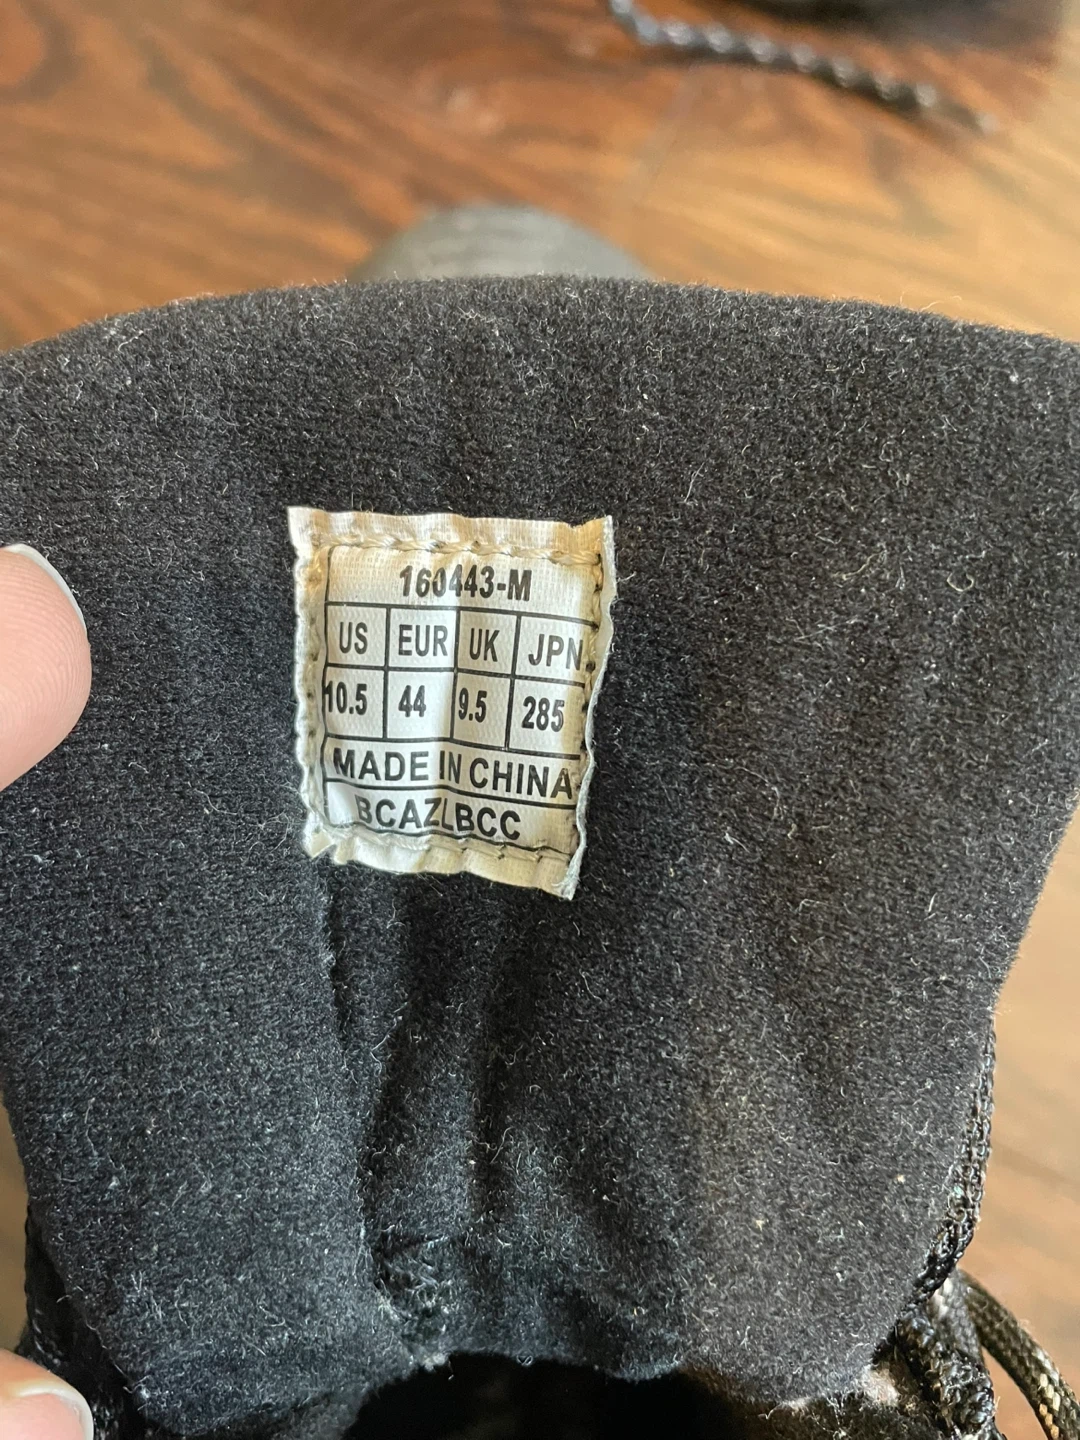 160443-M
US EUR UK JPN
10.5 44 9.5 285
MADE IN CHINA
BCAZLBCC